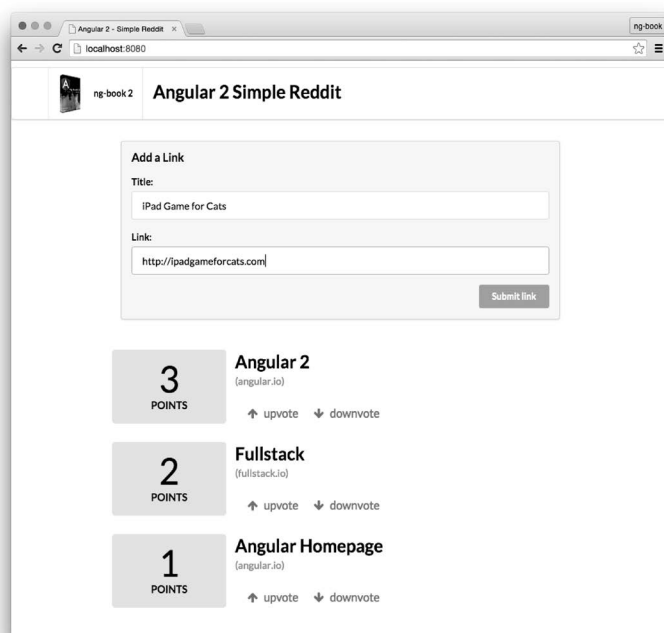 Angular 2 - Simple Reddit
ng-book
localhost:8080
ng-book 2
Angular 2 Simple Reddit
Add a Link
Title:
iPad Game for Cats
Link:
http://ipadgameforcats.com
Submit link
3
POINTS
Angular 2
(angular.io)
upvote downvote
2
POINTS
Fullstack
(fullstack.io)
upvote downvote
1
POINTS
Angular Homepage
(angular.io)
upvote downvote